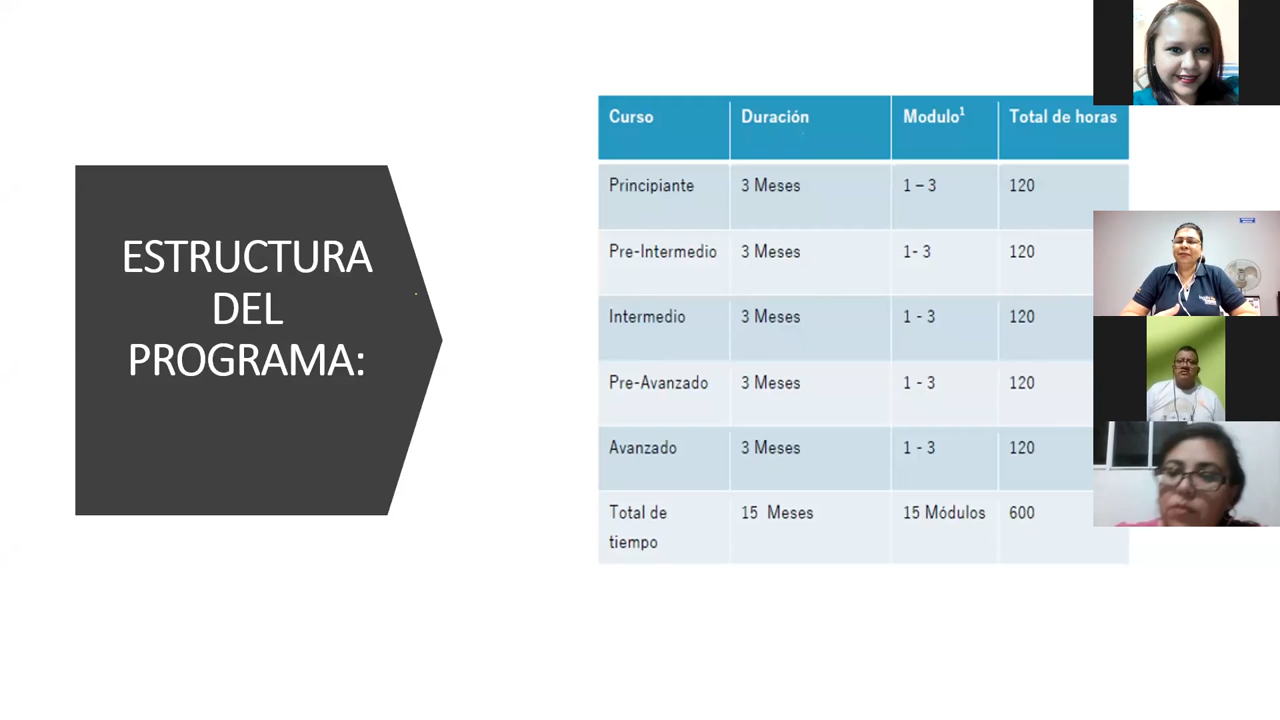 ESTRUCTURA
DEL
PROGRAMA:
Curso Duración Modulo¹ Total de horas
Principiante 3 Meses 1 – 3 120
Pre-Intermedio 3 Meses 1- 3 120
Intermedio 3 Meses 1 - 3 120
Pre-Avanzado 3 Meses 1 - 3 120
Avanzado 3 Meses 1 - 3 120
Total de 15 Meses 15 Módulos 600
tiempo